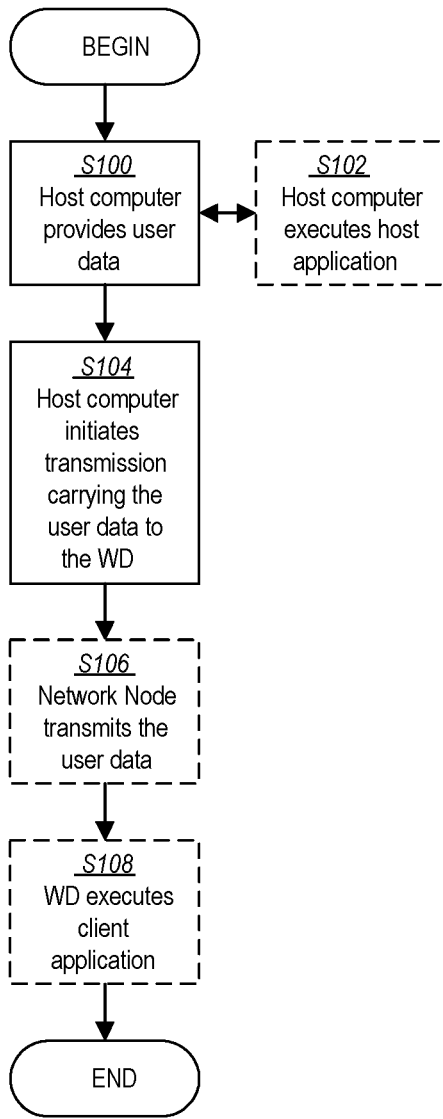 BEGIN
S100
Host computer
provides user
data
S102
Host computer
executes host
application
S104
Host computer
initiates
transmission
carrying the
user data to
the WD
S106
Network Node
transmits the
user data
S108
WD executes
client
application
END